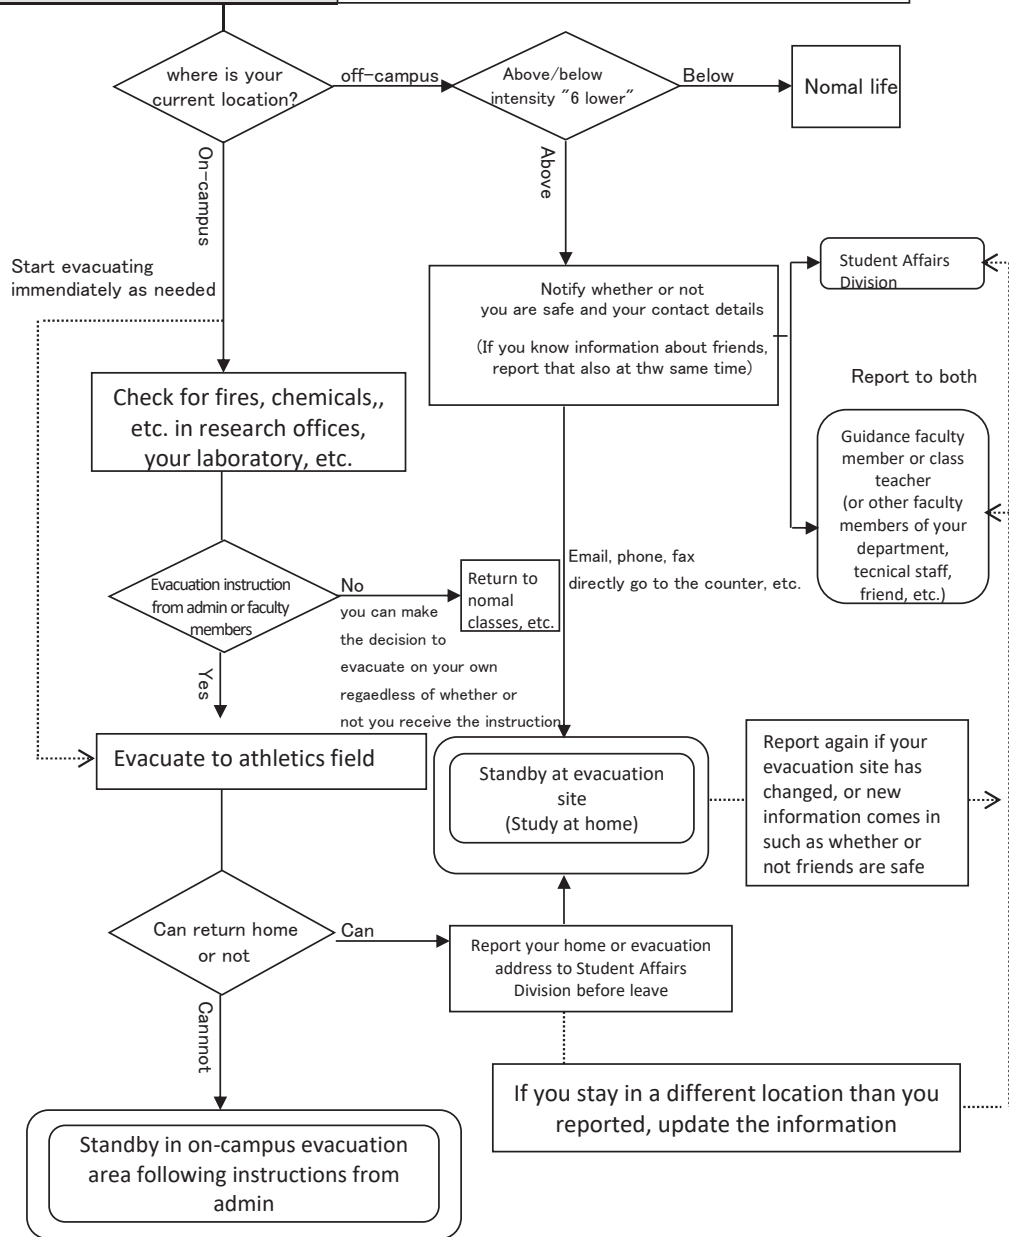 where is your
current location?
off-campus
Above/below
intensity "6 lower"
Below
Nomal life
On-campus
Above
Start evacuating
immendiately as needed
Notify whether or not
you are safe and your contact details
(If you know information about friends,
report that also at thw same time)
Student Affairs
Division
Report to both
Guidance faculty
member or class
teacher
(or other faculty
members of your
department,
tecnical staff,
friend, etc.)
Check for fires, chemicals,,
etc. in research offices,
your laboratory, etc.
Email, phone, fax
directly go to the counter, etc.
Evacuation instruction
from admin or faculty
members
No
you can make
the decision to
evacuate on your own
regaedless of whether or
not you receive the instruction
Return to
nomal
classes, etc.
Yes
Evacuate to athletics field
Standby at evacuation
site
(Study at home)
Report again if your
evacuation site has
changed, or new
information comes in
such as whether or
not friends are safe
Can return home
or not
Can
Report your home or evacuation
address to Student Affairs
Division before leave
Cannnot
If you stay in a different location than you
reported, update the information
Standby in on-campus evacuation
area following instructions from
admin